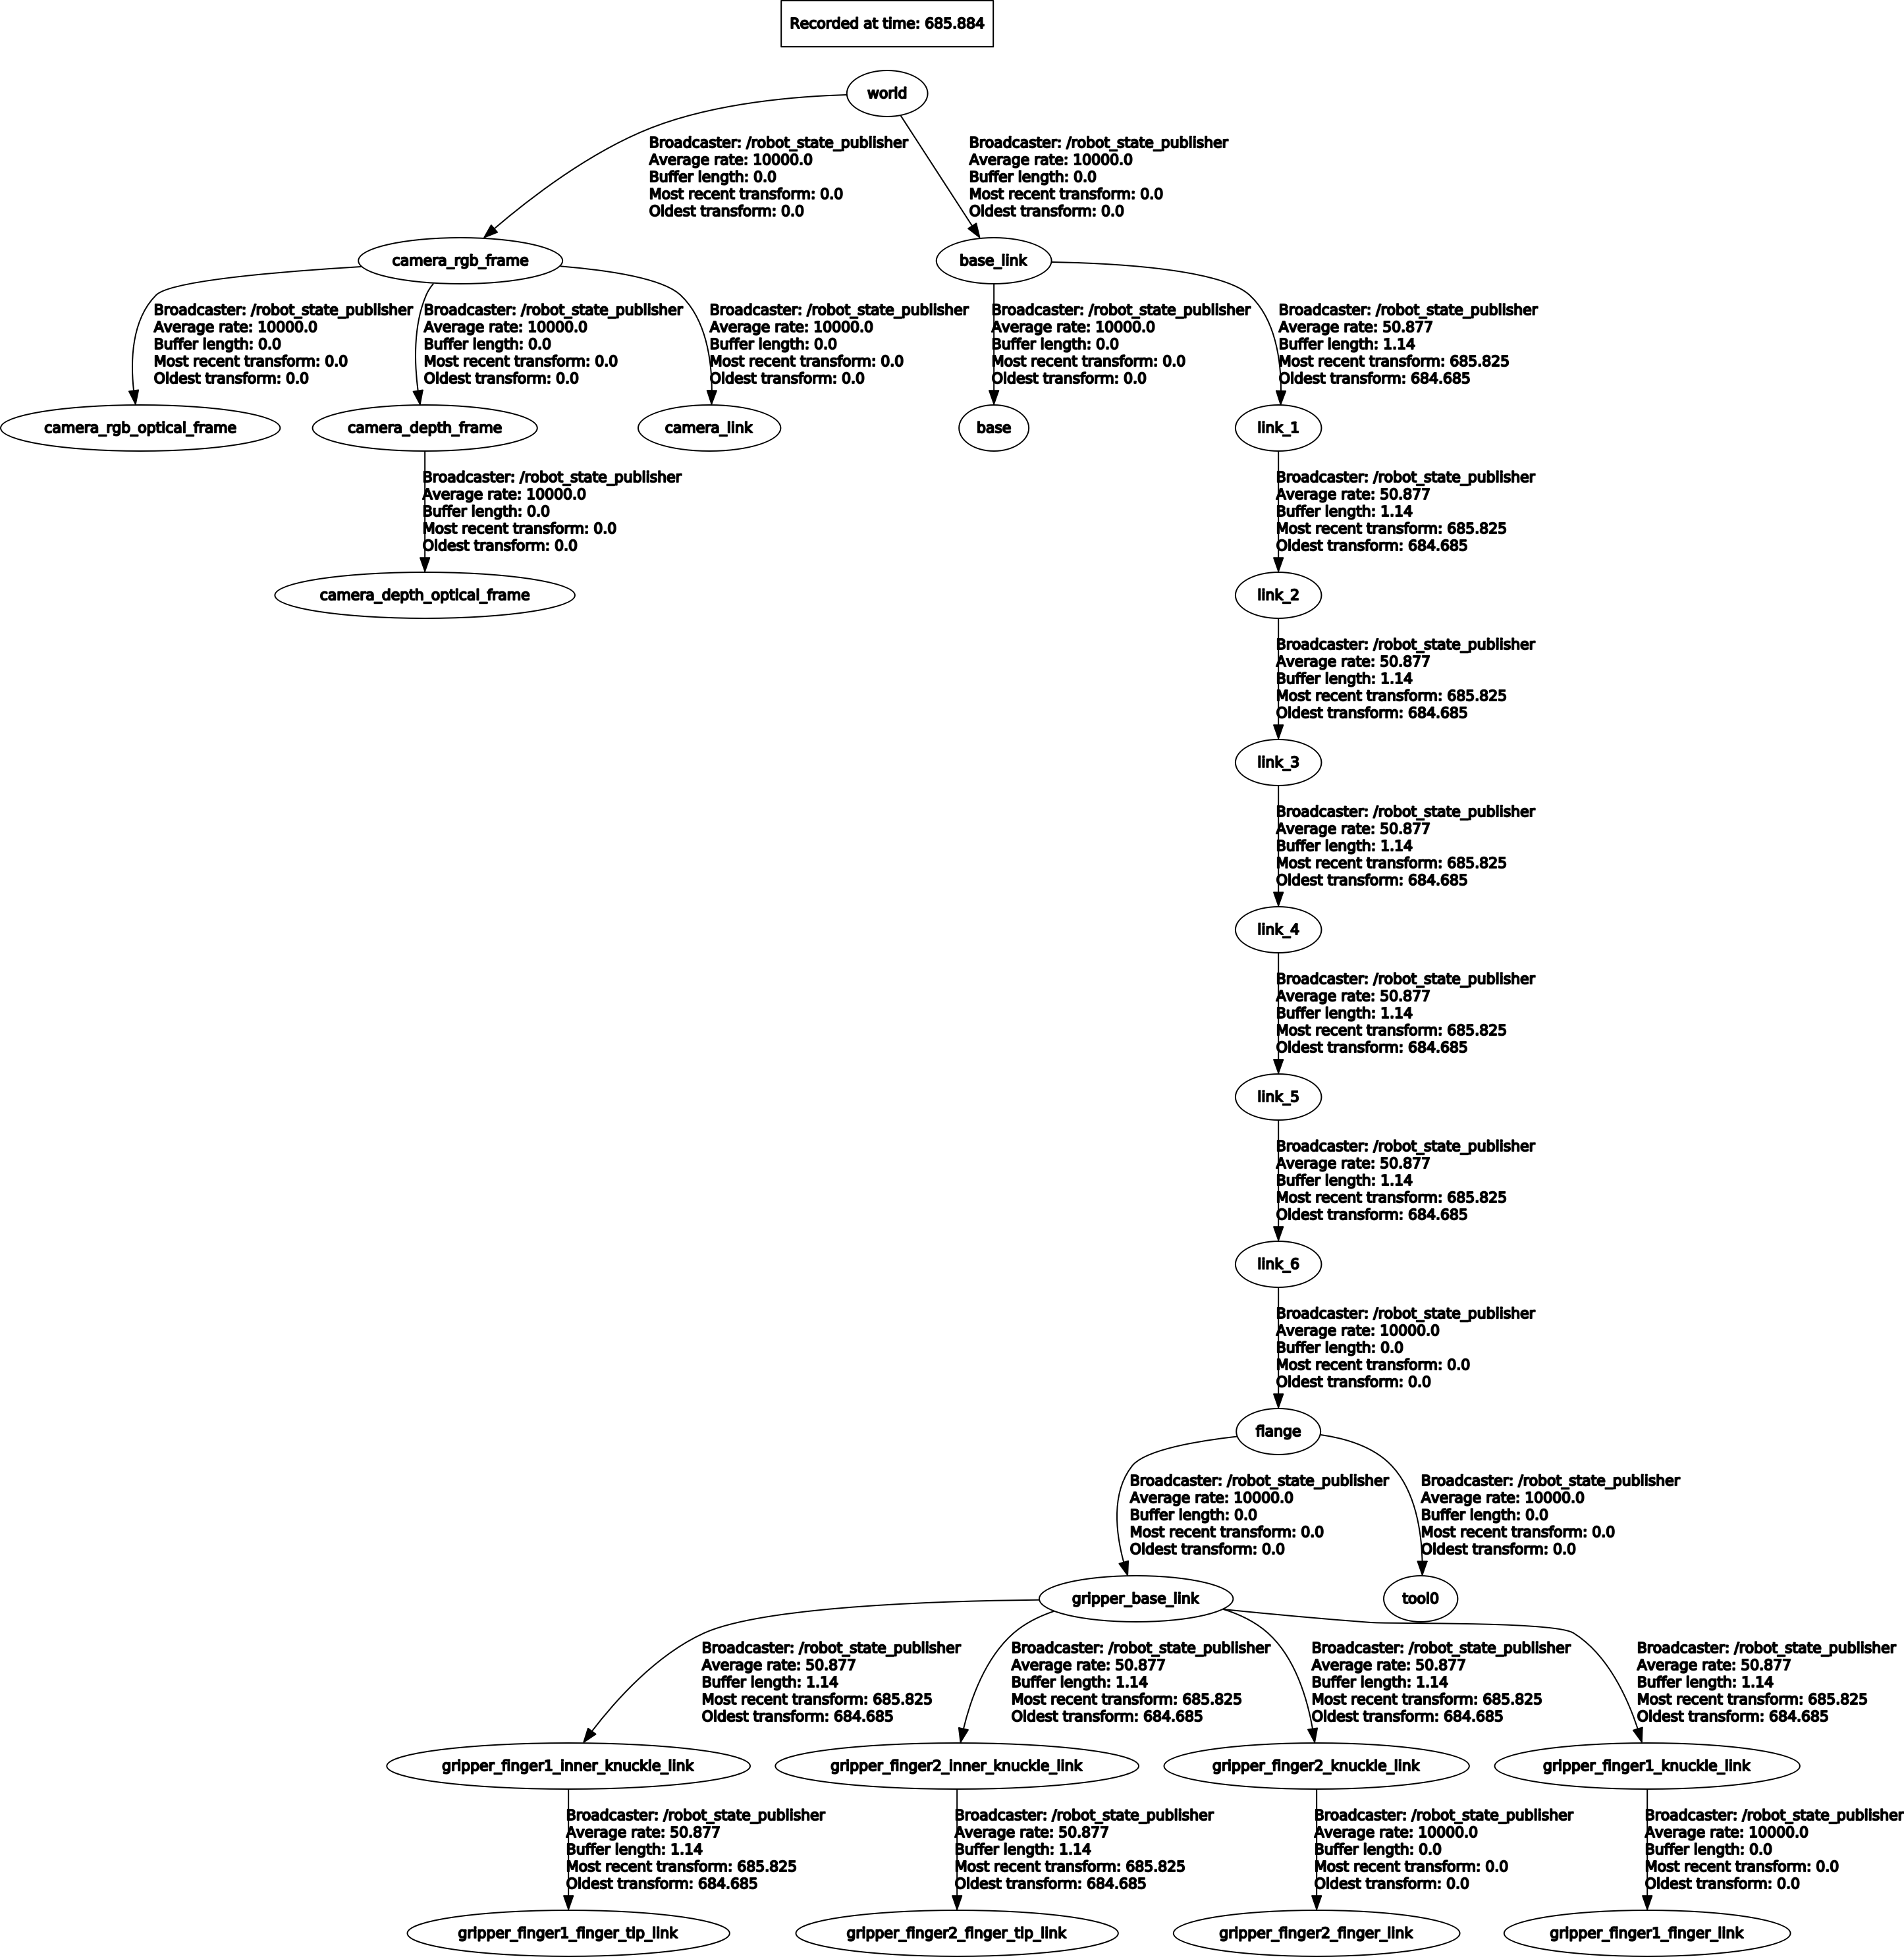 Recorded at time: 685.884
world
Broadcaster: /robot_state_publisher
Average rate: 10000.0
Buffer length: 0.0
Most recent transform: 0.0
Oldest transform: 0.0
Broadcaster: /robot_state_publisher
Average rate: 10000.0
Buffer length: 0.0
Most recent transform: 0.0
Oldest transform: 0.0
camera_rgb_frame
base_link
Broadcaster: /robot_state_publisher
Average rate: 10000.0
Buffer length: 0.0
Most recent transform: 0.0
Oldest transform: 0.0
Broadcaster: /robot_state_publisher
Average rate: 10000.0
Buffer length: 0.0
Most recent transform: 0.0
Oldest transform: 0.0
Broadcaster: /robot_state_publisher
Average rate: 10000.0
Buffer length: 0.0
Most recent transform: 0.0
Oldest transform: 0.0
Broadcaster: /robot_state_publisher
Average rate: 10000.0
Buffer length: 0.0
Most recent transform: 0.0
Oldest transform: 0.0
Broadcaster: /robot_state_publisher
Average rate: 50.877
Buffer length: 1.14
Most recent transform: 685.825
Oldest transform: 684.685
camera_rgb_optical_frame
camera_depth_frame
camera_link
base
link_1
Broadcaster: /robot_state_publisher
Average rate: 10000.0
Buffer length: 0.0
Most recent transform: 0.0
Oldest transform: 0.0
Broadcaster: /robot_state_publisher
Average rate: 50.877
Buffer length: 1.14
Most recent transform: 685.825
Oldest transform: 684.685
camera_depth_optical_frame
link_2
Broadcaster: /robot_state_publisher
Average rate: 50.877
Buffer length: 1.14
Most recent transform: 685.825
Oldest transform: 684.685
link_3
Broadcaster: /robot_state_publisher
Average rate: 50.877
Buffer length: 1.14
Most recent transform: 685.825
Oldest transform: 684.685
link_4
Broadcaster: /robot_state_publisher
Average rate: 50.877
Buffer length: 1.14
Most recent transform: 685.825
Oldest transform: 684.685
link_5
Broadcaster: /robot_state_publisher
Average rate: 50.877
Buffer length: 1.14
Most recent transform: 685.825
Oldest transform: 684.685
link_6
Broadcaster: /robot_state_publisher
Average rate: 10000.0
Buffer length: 0.0
Most recent transform: 0.0
Oldest transform: 0.0
flange
Broadcaster: /robot_state_publisher
Average rate: 10000.0
Buffer length: 0.0
Most recent transform: 0.0
Oldest transform: 0.0
Broadcaster: /robot_state_publisher
Average rate: 10000.0
Buffer length: 0.0
Most recent transform: 0.0
Oldest transform: 0.0
gripper_base_link
tool0
Broadcaster: /robot_state_publisher
Average rate: 50.877
Buffer length: 1.14
Most recent transform: 685.825
Oldest transform: 684.685
Broadcaster: /robot_state_publisher
Average rate: 50.877
Buffer length: 1.14
Most recent transform: 685.825
Oldest transform: 684.685
Broadcaster: /robot_state_publisher
Average rate: 50.877
Buffer length: 1.14
Most recent transform: 685.825
Oldest transform: 684.685
Broadcaster: /robot_state_publisher
Average rate: 50.877
Buffer length: 1.14
Most recent transform: 685.825
Oldest transform: 684.685
gripper_finger1_inner_knuckle_link
gripper_finger2_inner_knuckle_link
gripper_finger2_knuckle_link
gripper_finger1_knuckle_link
Broadcaster: /robot_state_publisher
Average rate: 50.877
Buffer length: 1.14
Most recent transform: 685.825
Oldest transform: 684.685
Broadcaster: /robot_state_publisher
Average rate: 50.877
Buffer length: 1.14
Most recent transform: 685.825
Oldest transform: 684.685
Broadcaster: /robot_state_publisher
Average rate: 10000.0
Buffer length: 0.0
Most recent transform: 0.0
Oldest transform: 0.0
Broadcaster: /robot_state_publisher
Average rate: 10000.0
Buffer length: 0.0
Most recent transform: 0.0
Oldest transform: 0.0
gripper_finger1_finger_tip_link
gripper_finger2_finger_tip_link
gripper_finger2_finger_link
gripper_finger1_finger_link